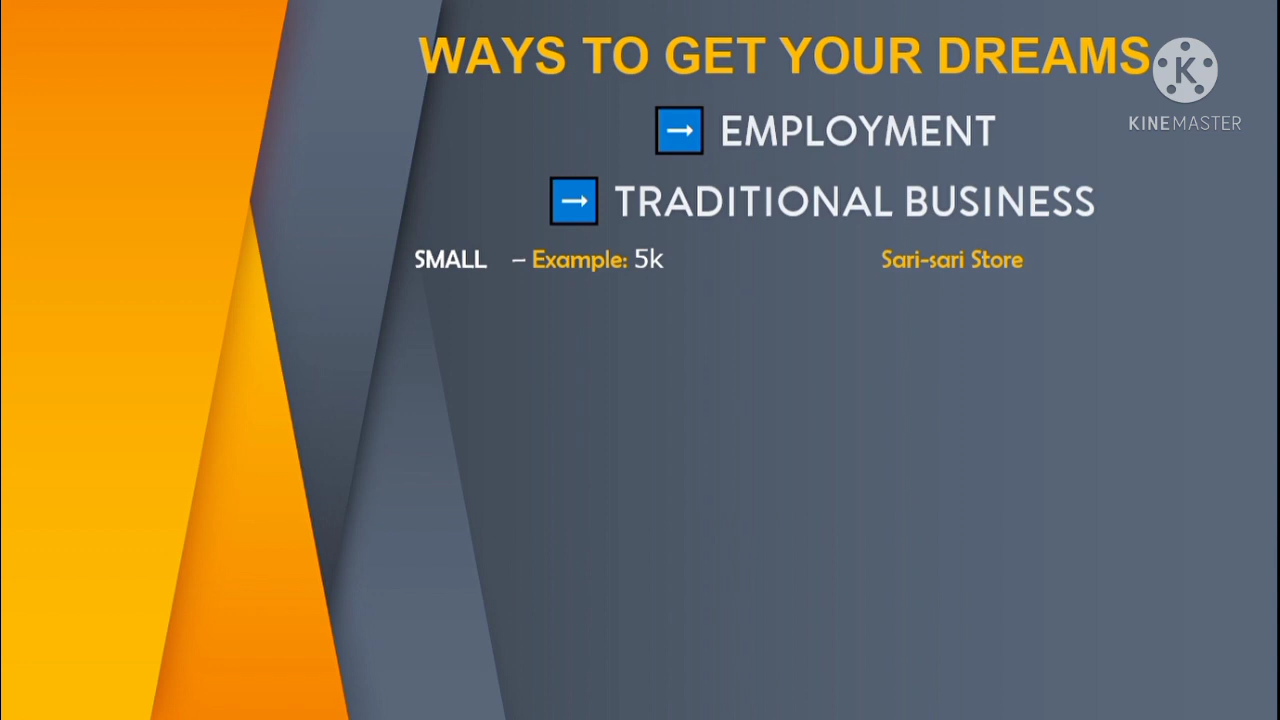 WAYS TO GET YOUR DREAMS
K
KINEMASTER
→ EMPLOYMENT
→ TRADITIONAL BUSINESS
SMALL – Example: 5k Sari-sari Store